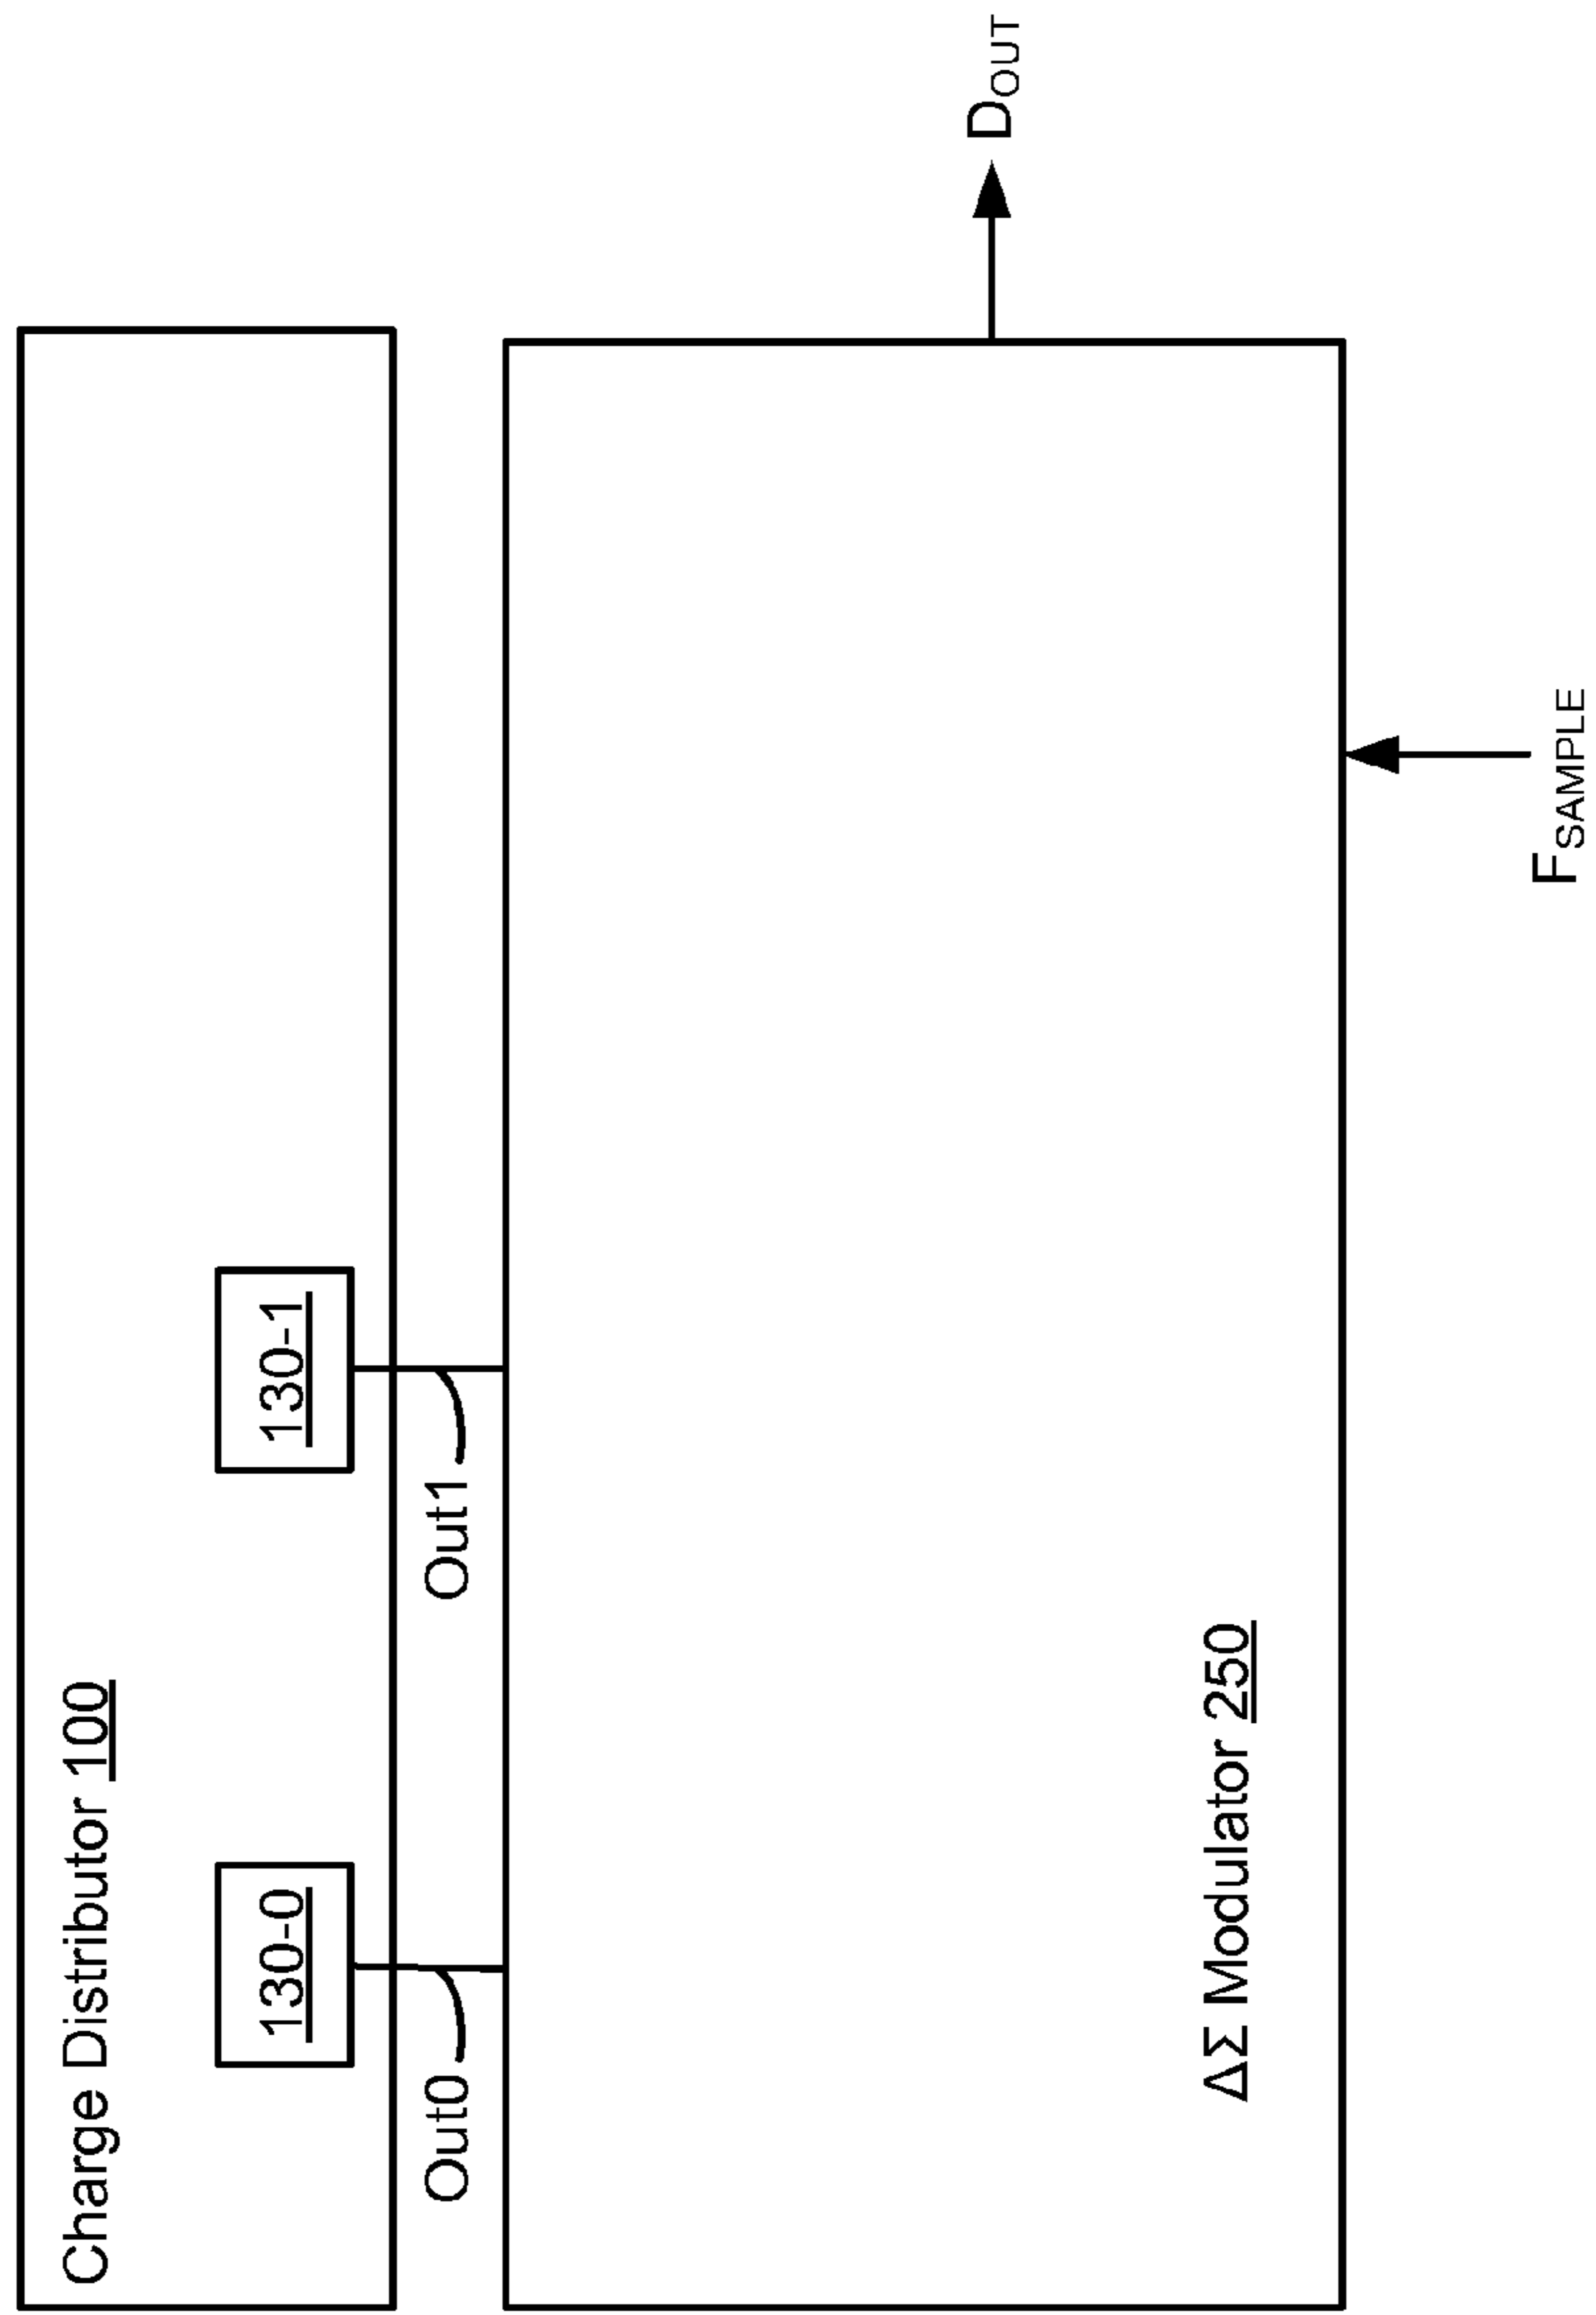 Charge Distributor 100
130-0
130-1
Out0
Out1
ΔΣ Modulator 250
DOUT
FSAMPLE